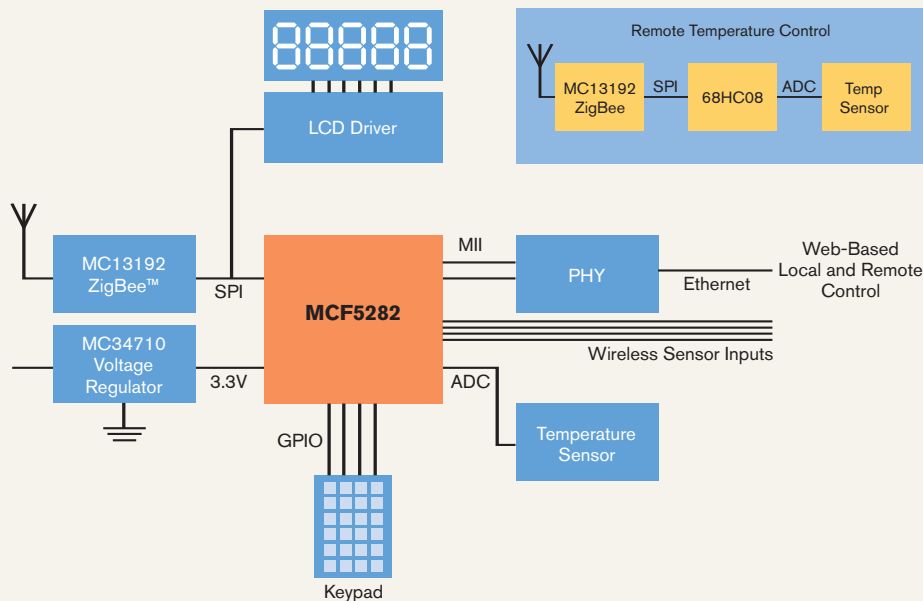 88888
Remote Temperature Control
MC13192
ZigBee
SPI
68HC08
ADC
Temp
Sensor
LCD Driver
MC13192
ZigBee™
SPI
MCF5282
MII
PHY
Ethernet
Web-Based
Local and Remote
Control
MC34710
Voltage
Regulator
3.3V
Wireless Sensor Inputs
ADC
Temperature
Sensor
GPIO
Keypad